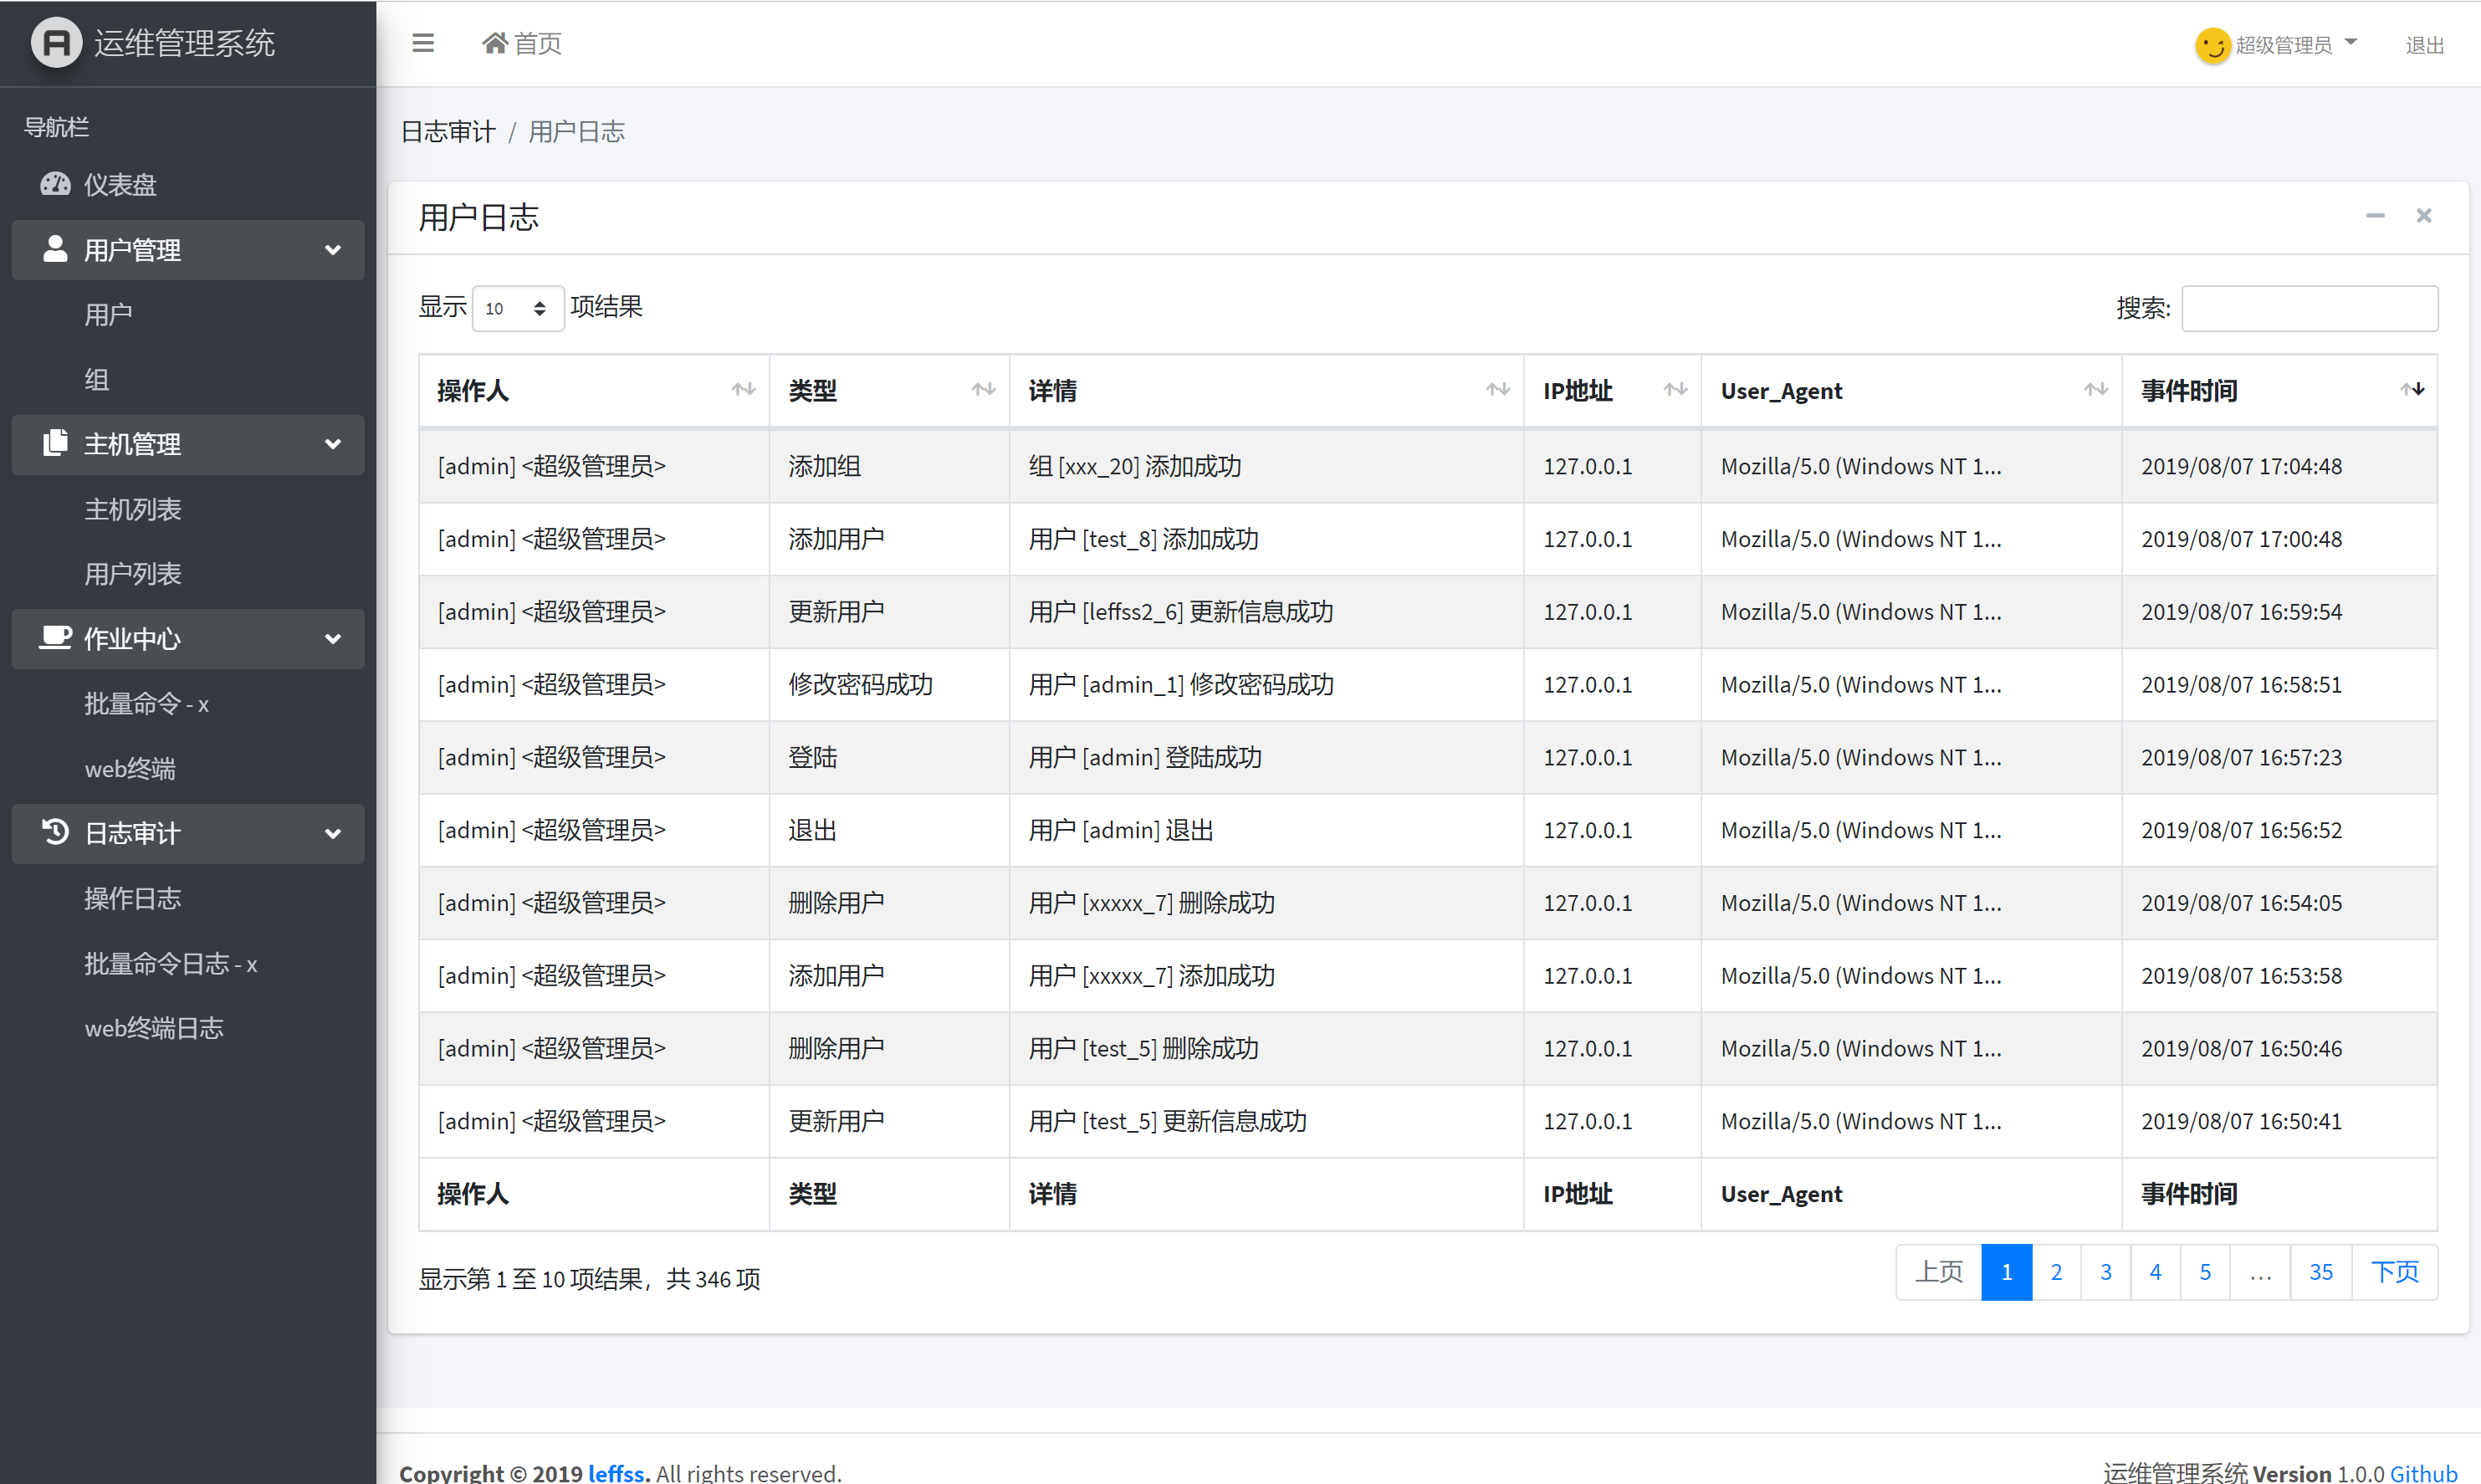 运维管理系统
首页
超级管理员
退出
导航栏
仪表盘
用户管理
用户
组
主机管理
主机列表
用户列表
作业中心
批量命令 - x
web终端
日志审计
操作日志
批量命令日志 - x
web终端日志
日志审计 / 用户日志
用户日志
显示 10 项结果
搜索:
操作人 类型 详情 IP地址 User_Agent 事件时间
[admin] <超级管理员> 添加组 组 [xxx_20] 添加成功 127.0.0.1 Mozilla/5.0 (Windows NT 1... 2019/08/07 17:04:48
[admin] <超级管理员> 添加用户 用户 [test_8] 添加成功 127.0.0.1 Mozilla/5.0 (Windows NT 1... 2019/08/07 17:00:48
[admin] <超级管理员> 更新用户 用户 [leffss2_6] 更新信息成功 127.0.0.1 Mozilla/5.0 (Windows NT 1... 2019/08/07 16:59:54
[admin] <超级管理员> 修改密码成功 用户 [admin_1] 修改密码成功 127.0.0.1 Mozilla/5.0 (Windows NT 1... 2019/08/07 16:58:51
[admin] <超级管理员> 登陆 用户 [admin] 登陆成功 127.0.0.1 Mozilla/5.0 (Windows NT 1... 2019/08/07 16:57:23
[admin] <超级管理员> 退出 用户 [admin] 退出 127.0.0.1 Mozilla/5.0 (Windows NT 1... 2019/08/07 16:56:52
[admin] <超级管理员> 删除用户 用户 [xxxxx_7] 删除成功 127.0.0.1 Mozilla/5.0 (Windows NT 1... 2019/08/07 16:54:05
[admin] <超级管理员> 添加用户 用户 [xxxxx_7] 添加成功 127.0.0.1 Mozilla/5.0 (Windows NT 1... 2019/08/07 16:53:58
[admin] <超级管理员> 删除用户 用户 [test_5] 删除成功 127.0.0.1 Mozilla/5.0 (Windows NT 1... 2019/08/07 16:50:46
[admin] <超级管理员> 更新用户 用户 [test_5] 更新信息成功 127.0.0.1 Mozilla/5.0 (Windows NT 1... 2019/08/07 16:50:41
操作人 类型 详情 IP地址 User_Agent 事件时间
显示第 1 至 10 项结果，共 346 项
上页 1 2 3 4 5 … 35 下页
Copyright © 2019 leffss. All rights reserved.
运维管理系统 Version 1.0.0 Github